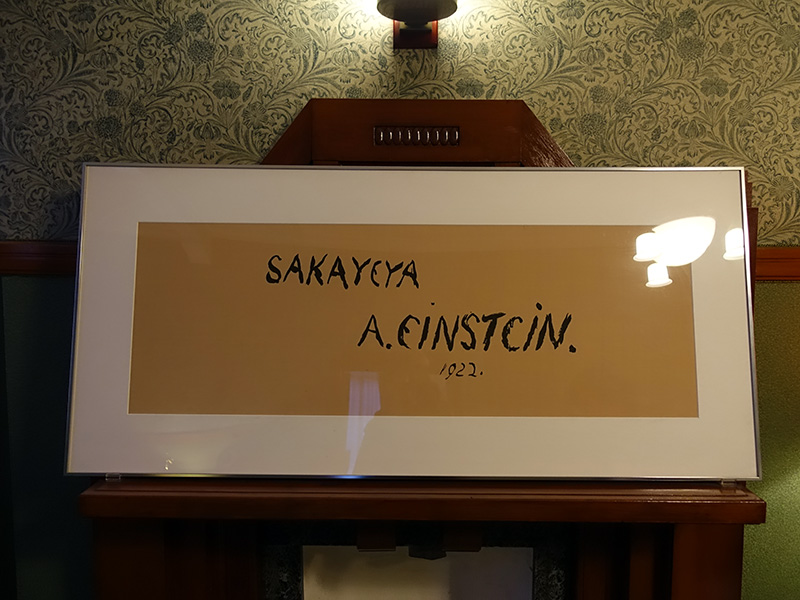 SAKAYEYA
A. EINSTEIN.
1922.